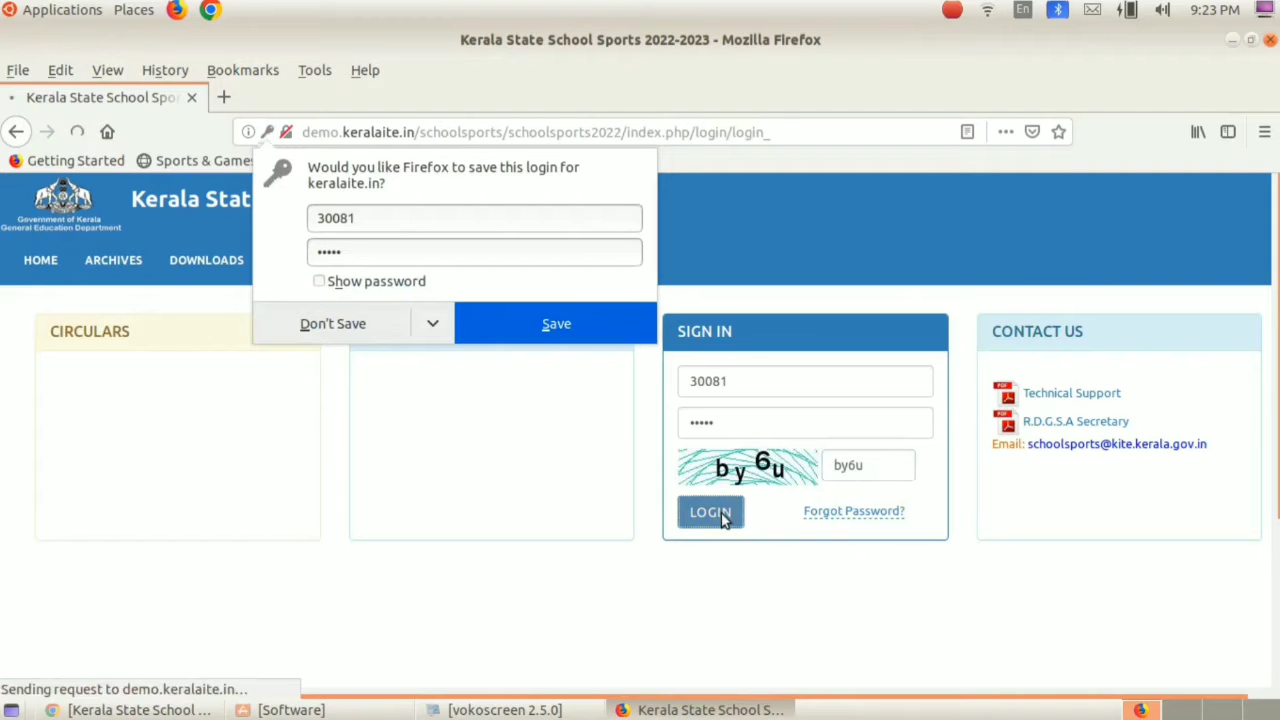 Applications Places En 9:23 PM
Kerala State School Sports 2022-2023 - Mozilla Firefox
File Edit View History Bookmarks Tools Help
Kerala State School Spor
demo.keralaite.in/schoolsports/schoolsports2022/index.php/login/login_
Getting Started Sports & Games
Would you like Firefox to save this login for
keralaite.in?
30081
•••••
Show password
Don't Save Save
Government of Kerala
General Education Department
Kerala Stat
HOME ARCHIVES DOWNLOADS
CIRCULARS
SIGN IN
30081
•••••
by6u by6u
LOGIN Forgot Password?
CONTACT US
PDF Technical Support
PDF R.D.G.S.A Secretary
Email: schoolsports@kite.kerala.gov.in
Sending request to demo.keralaite.in...
[Kerala State School ... [Software] [vokoscreen 2.5.0] Kerala State School S...